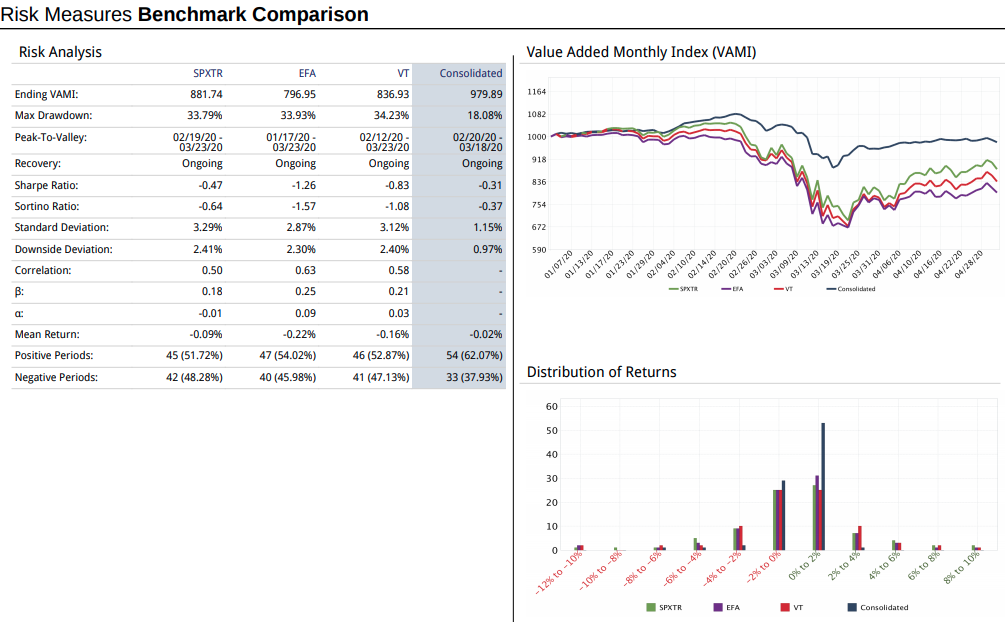 Risk Measures Benchmark Comparison
Risk Analysis
SPXTR EFA VT Consolidated
Ending VAMI: 881.74 796.95 836.93 979.89
Max Drawdown: 33.79% 33.93% 34.23% 18.08%
Peak-To-Valley: 02/19/20 - 01/17/20 - 02/12/20 - 02/20/20 -
03/23/20 03/23/20 03/23/20 03/18/20
Recovery: Ongoing Ongoing Ongoing Ongoing
Sharpe Ratio: -0.47 -1.26 -0.83 -0.31
Sortino Ratio: -0.64 -1.57 -1.08 -0.37
Standard Deviation: 3.29% 2.87% 3.12% 1.15%
Downside Deviation: 2.41% 2.30% 2.40% 0.97%
Correlation: 0.50 0.63 0.58 -
β: 0.18 0.25 0.21 -
α: -0.01 0.09 0.03 -
Mean Return: -0.09% -0.22% -0.16% -0.02%
Positive Periods: 45 (51.72%) 47 (54.02%) 46 (52.87%) 54 (62.07%)
Negative Periods: 42 (48.28%) 40 (45.98%) 41 (47.13%) 33 (37.93%)
Value Added Monthly Index (VAMI)
1164
1082
1000
918
836
754
672
590
01/07/20 01/13/20 01/17/20 01/23/20 01/29/20 02/04/20 02/10/20 02/14/20 02/20/20 02/26/20 03/03/20 03/09/20 03/13/20 03/19/20 03/25/20 03/31/20 04/06/20 04/10/20 04/16/20 04/22/20 04/28/20
SPXTR EFA VT Consolidated
Distribution of Returns
60
50
40
30
20
10
0
-12% to -10% -10% to -8% -8% to -6% -6% to -4% -4% to -2% -2% to 0% 0% to 2% 2% to 4% 4% to 6% 6% to 8% 8% to 10%
SPXTR EFA VT Consolidated